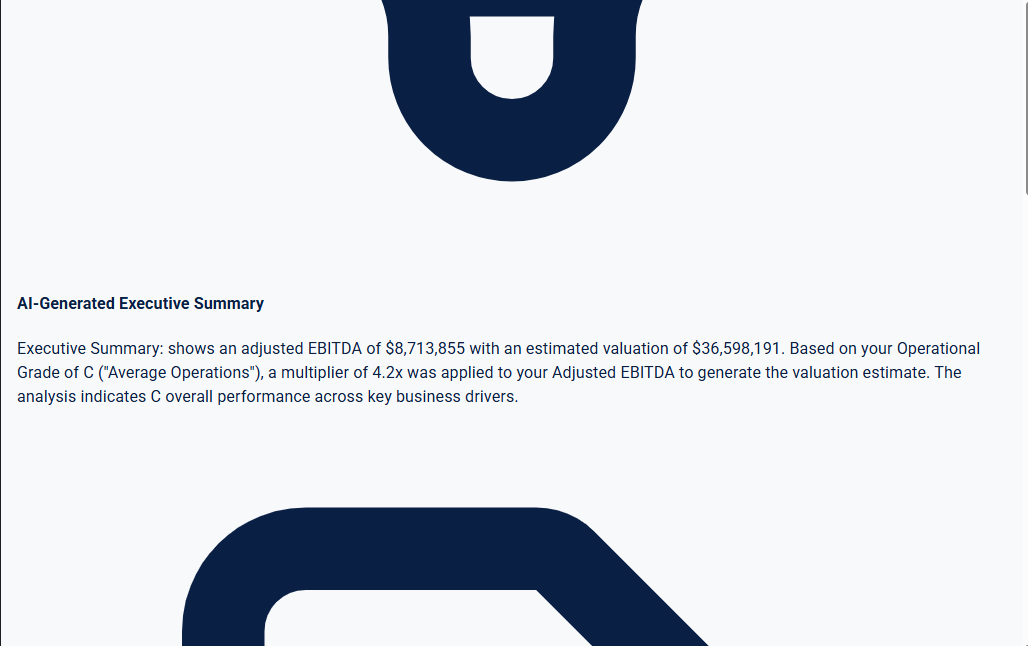 AI-Generated Executive Summary
Executive Summary: shows an adjusted EBITDA of $8,713,855 with an estimated valuation of $36,598,191. Based on your Operational
Grade of C ("Average Operations"), a multiplier of 4.2x was applied to your Adjusted EBITDA to generate the valuation estimate. The
analysis indicates C overall performance across key business drivers.